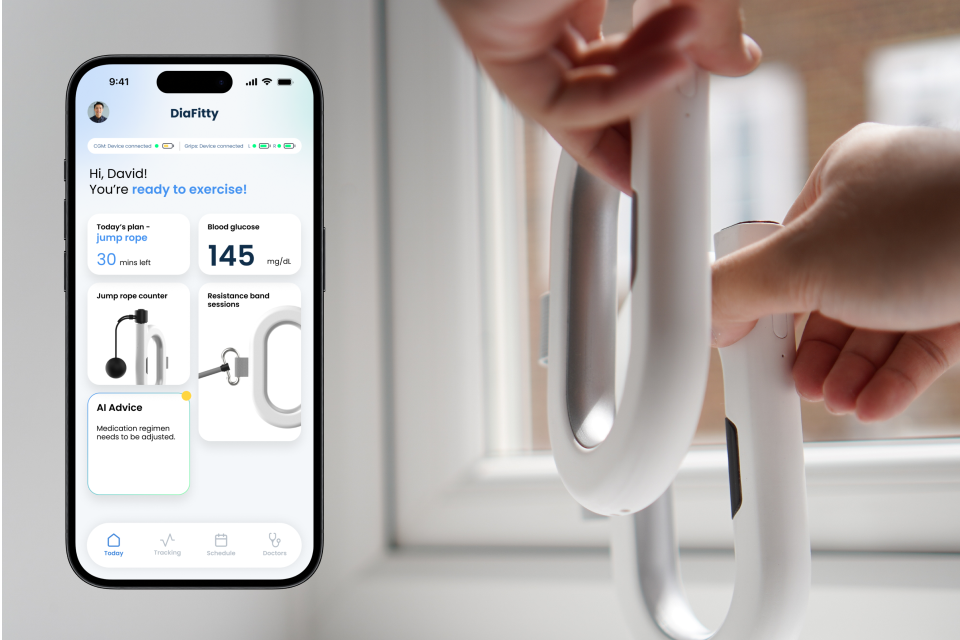 9:41
DiaFitty
CGM: Device connected
Grips: Device connected L R
Hi, David!
You're ready to exercise!
Today's plan -
jump rope
30 mins left
Blood glucose
145 mg/dL
Jump rope counter
Resistance band
sessions
AI Advice
Medication regimen
needs to be adjusted.
Today
Tracking
Schedule
Doctors